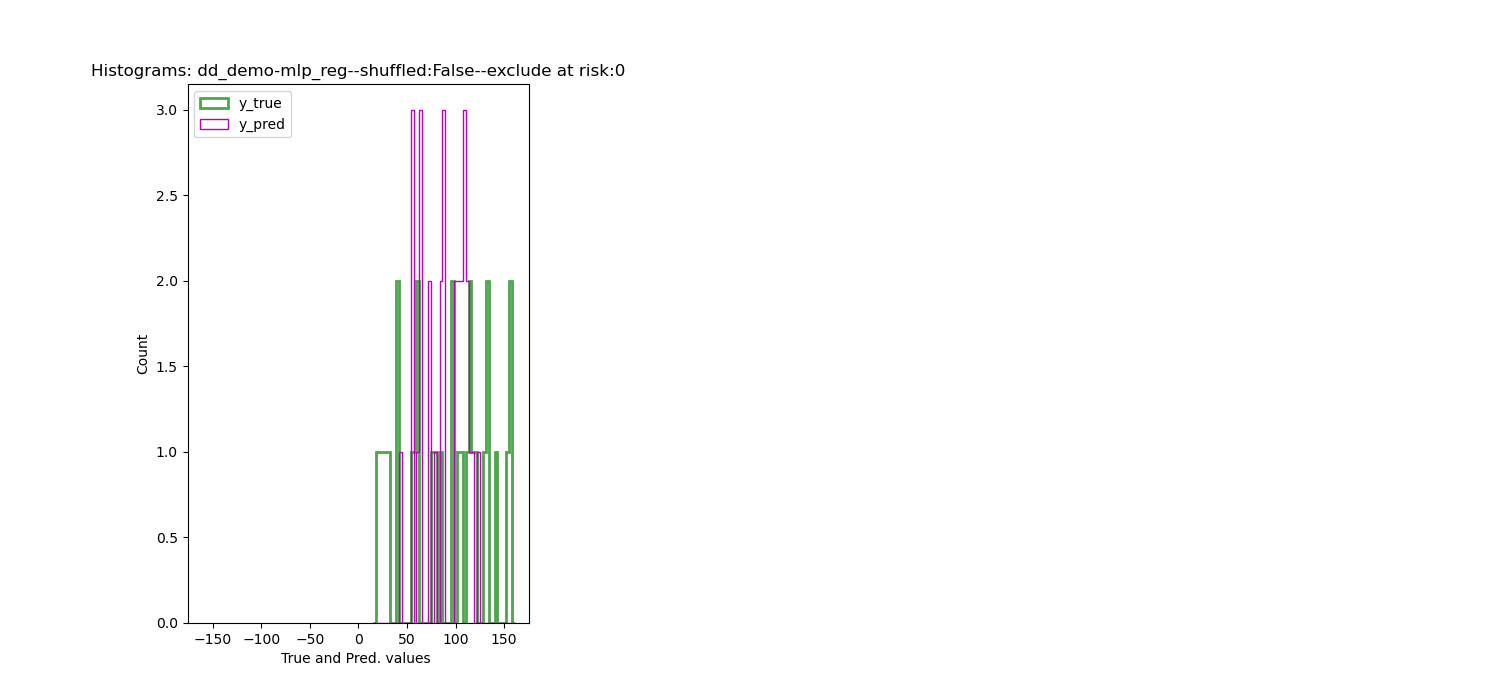 Histograms: dd_demo-mlp_reg--shuffled:False--exclude at risk:0
y_true
y_pred
3.0
2.5
2.0
1.5
1.0
0.5
0.0
Count
−150 −100 −50 0 50 100 150
True and Pred. values